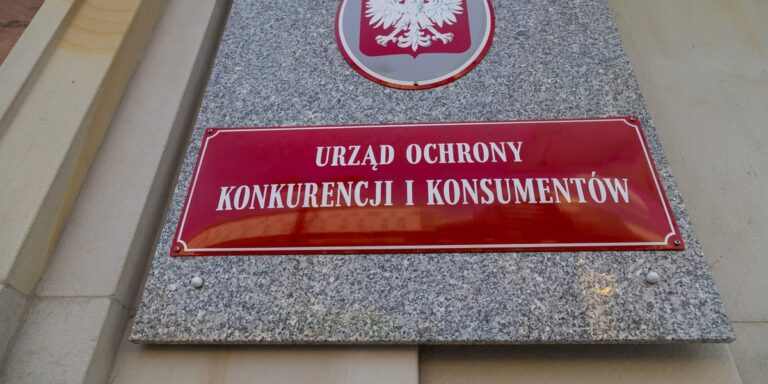 URZĄD OCHRONY
KONKURENCJI I KONSUMENTÓW